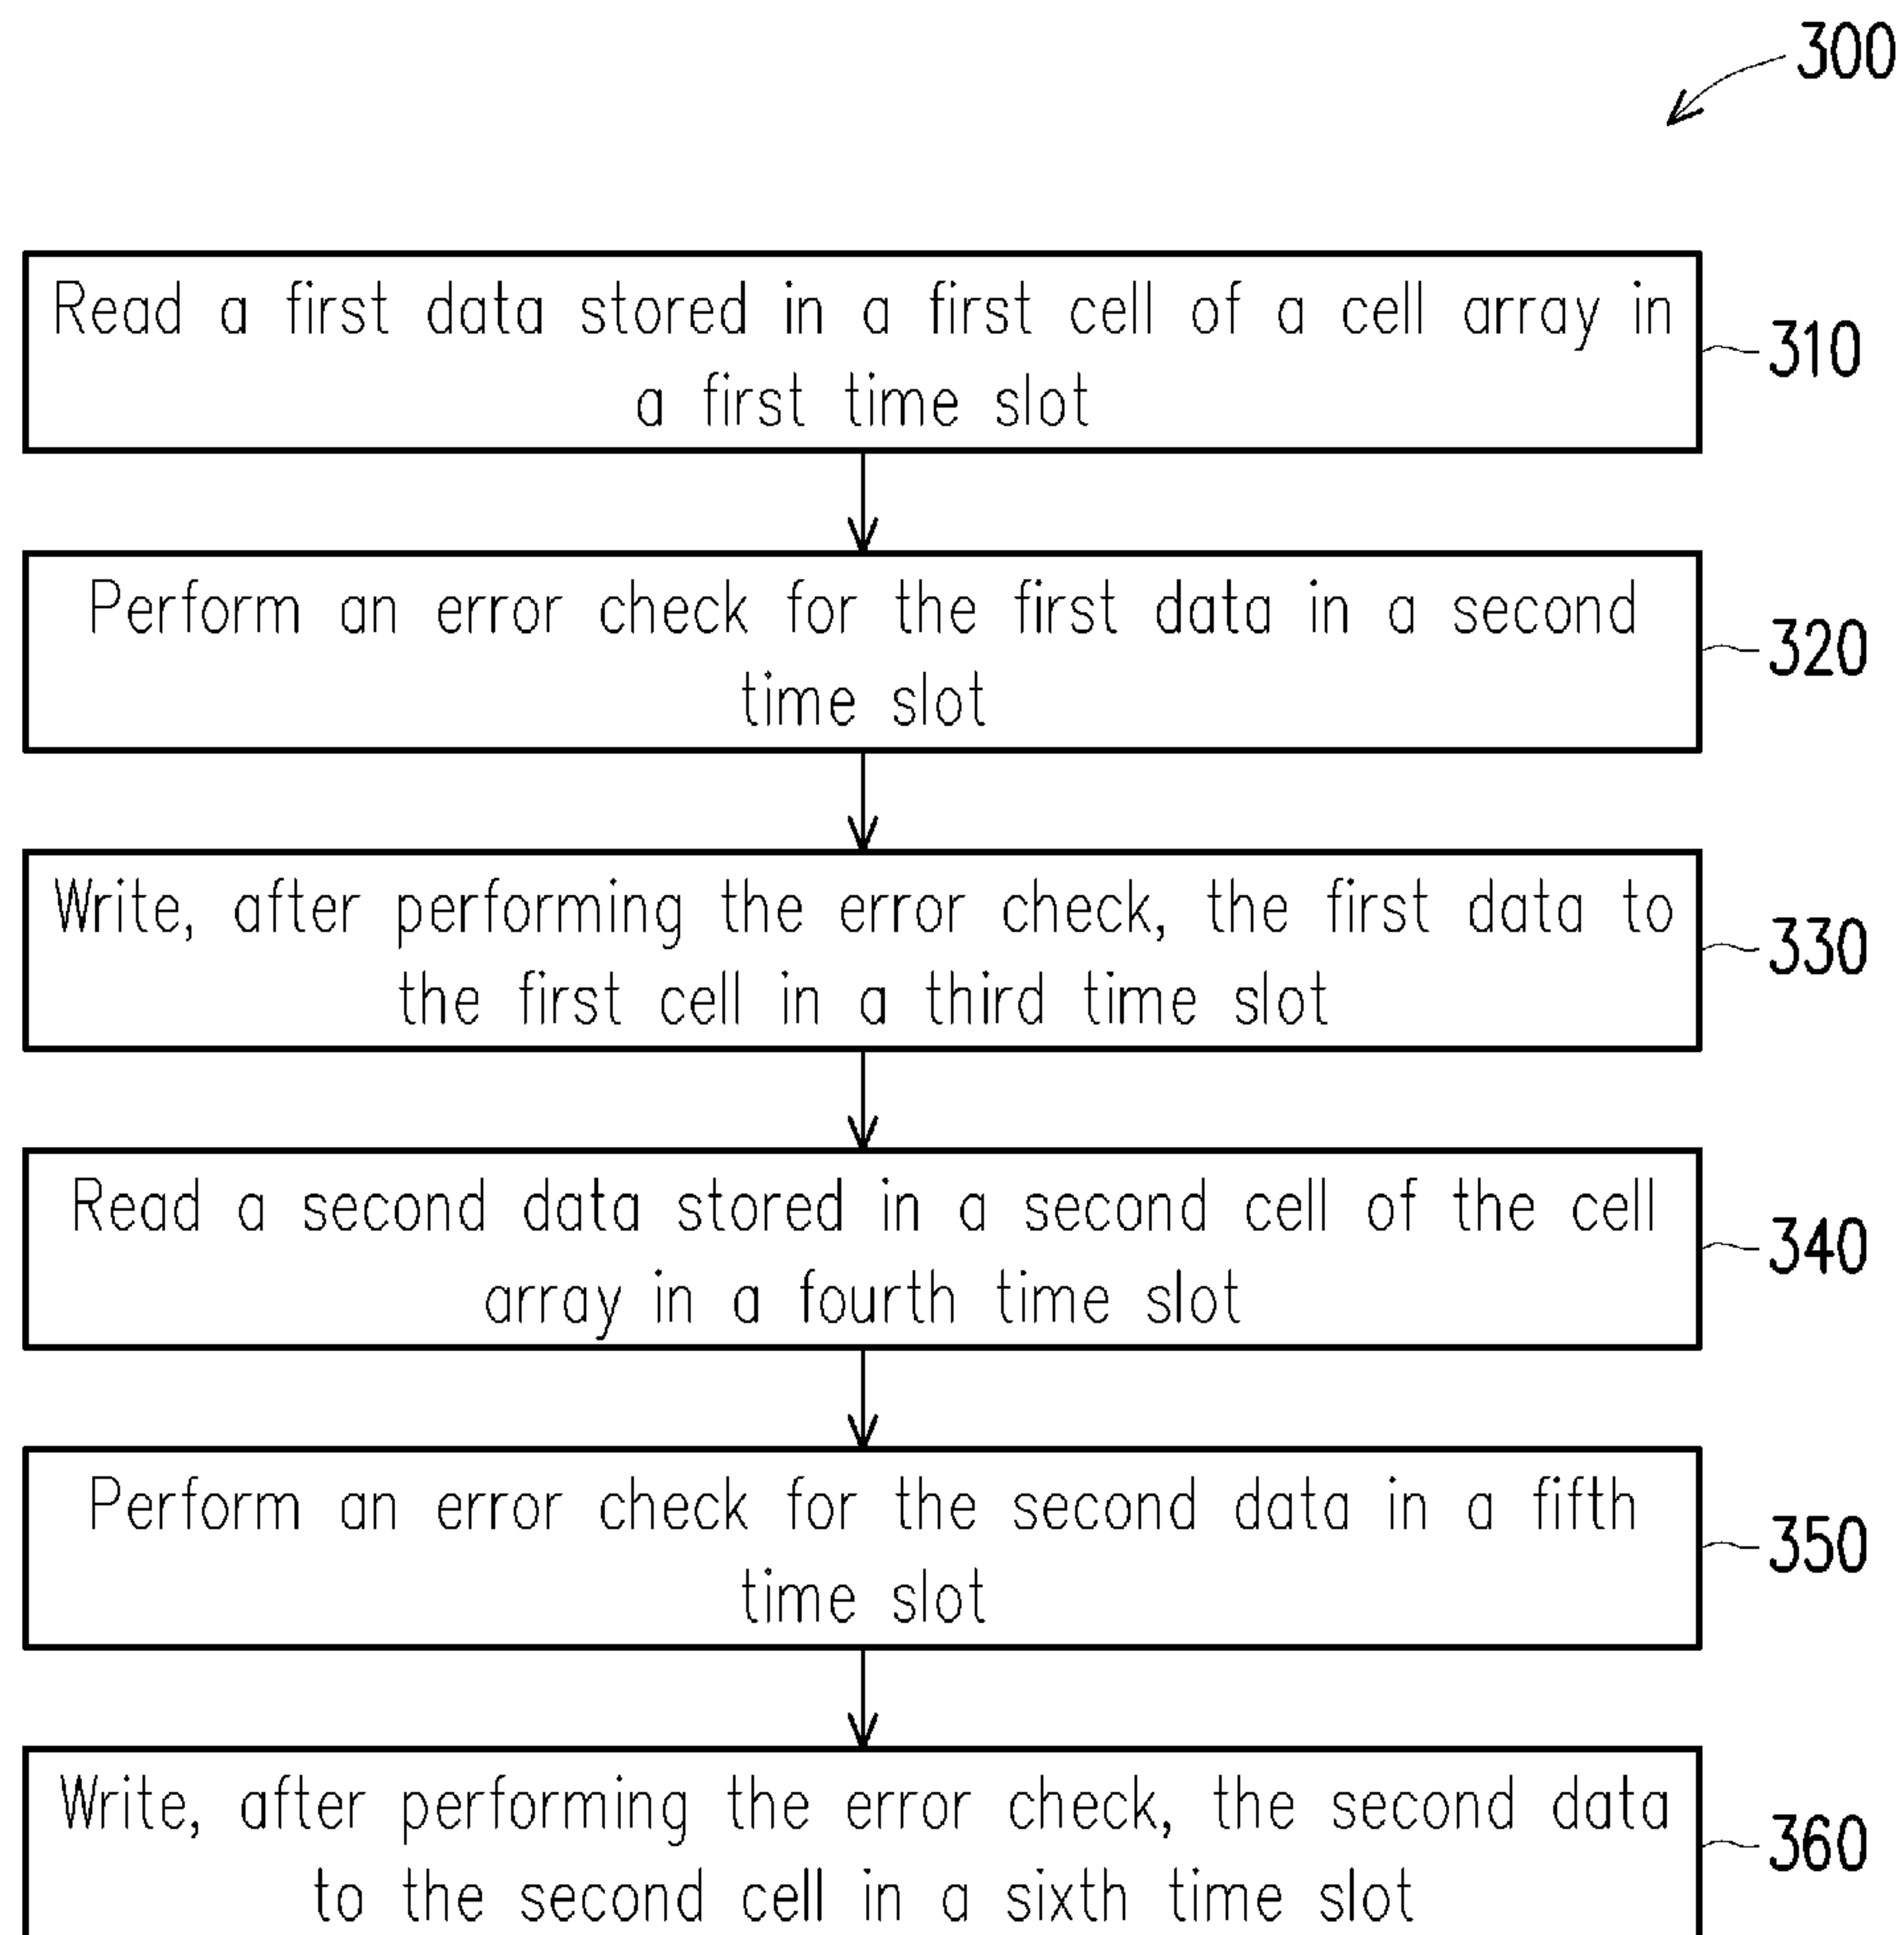 300
Read a first data stored in a first cell of a cell array in
a first time slot
310
Perform an error check for the first data in a second
time slot
320
Write, after performing the error check, the first data to
the first cell in a third time slot
330
Read a second data stored in a second cell of the cell
array in a fourth time slot
340
Perform an error check for the second data in a fifth
time slot
350
Write, after performing the error check, the second data
to the second cell in a sixth time slot
360